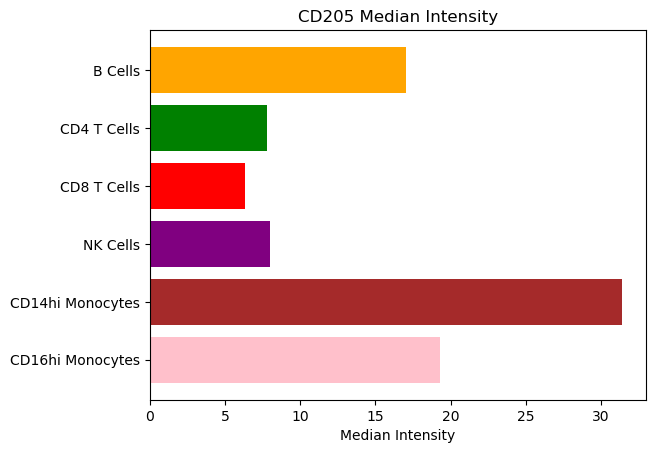 CD205 Median Intensity
B Cells
CD4 T Cells
CD8 T Cells
NK Cells
CD14hi Monocytes
CD16hi Monocytes
0 5 10 15 20 25 30
Median Intensity